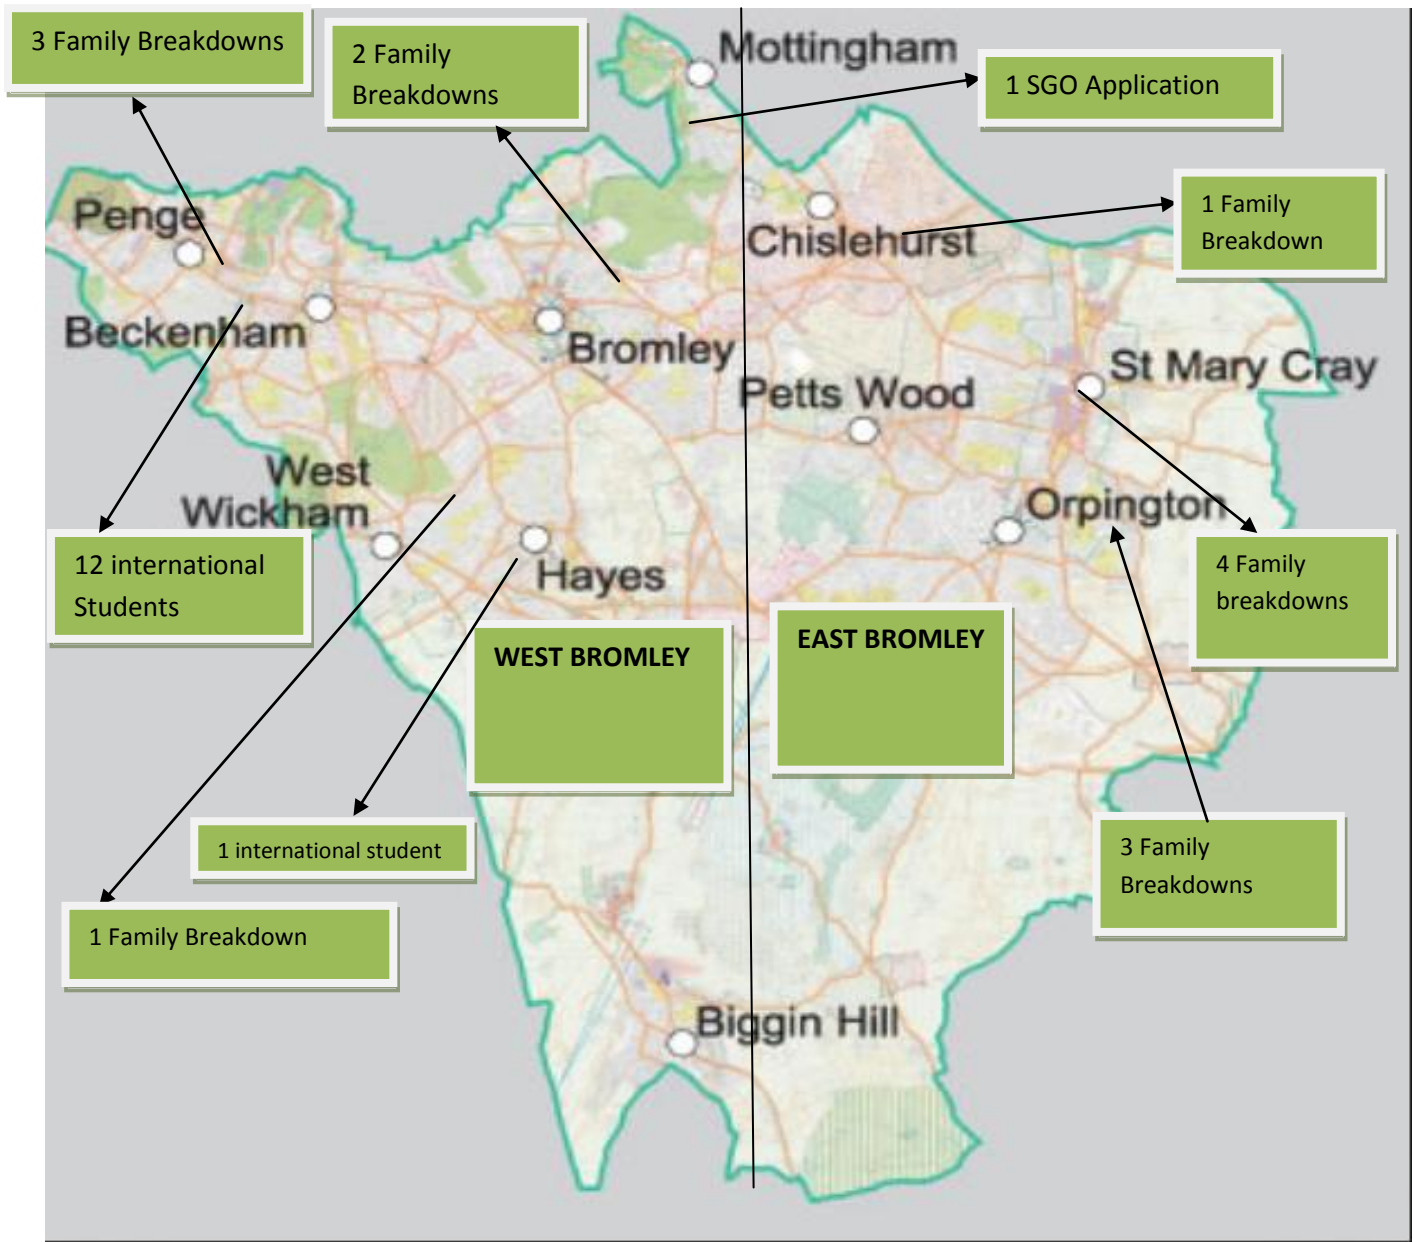 3 Family Breakdowns
2 Family
Breakdowns
Mottingham
1 SGO Application
Penge
Chislehurst
1 Family
Breakdown
Beckenham
Bromley
Petts Wood
St Mary Cray
West
Wickham
Orpington
12 international
Students
Hayes
4 Family
breakdowns
WEST BROMLEY
EAST BROMLEY
1 international student
3 Family
Breakdowns
1 Family Breakdown
Biggin Hill